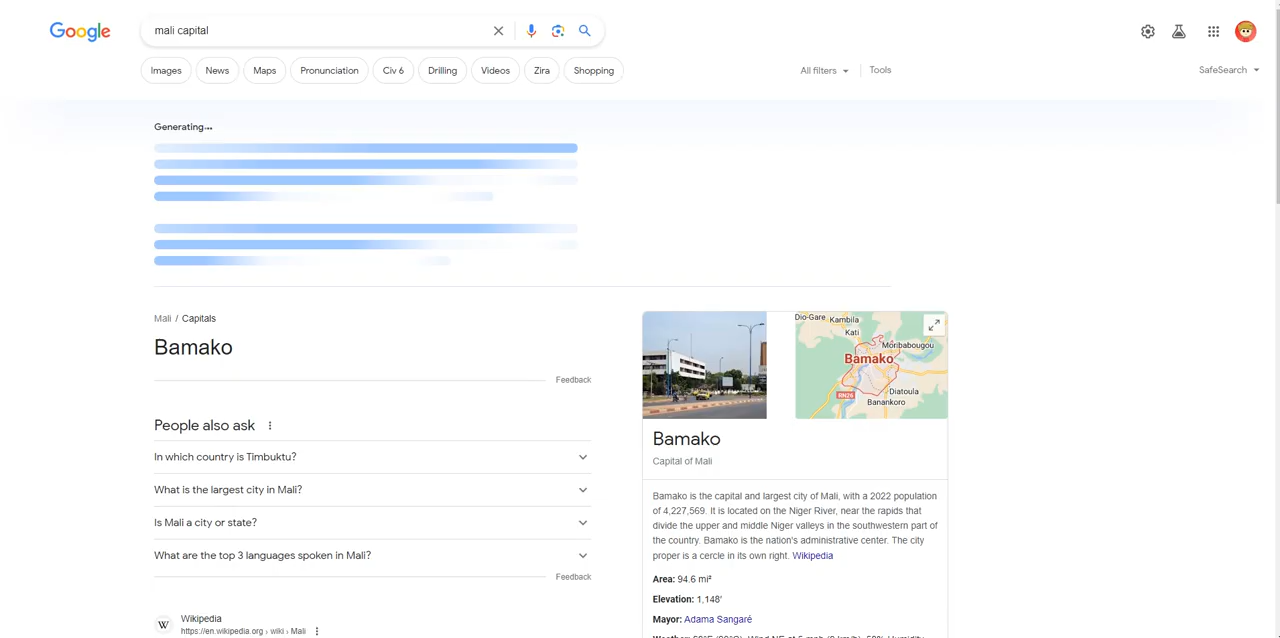 Google
mali capital
Images
News
Maps
Pronunciation
Civ 6
Drilling
Videos
Zira
Shopping
All filters
Tools
SafeSearch
Generating...
Mali / Capitals
Bamako
Feedback
People also ask
In which country is Timbuktu?
What is the largest city in Mali?
Is Mali a city or state?
What are the top 3 languages spoken in Mali?
Feedback
Wikipedia
https://en.wikipedia.org › wiki › Mali
W
Dio-Gare
Kambila
Kati
Moribabougou
Bamako
Diatoula
RN26
Banankoro
Bamako
Capital of Mali
Bamako is the capital and largest city of Mali, with a 2022 population
of 4,227,569. It is located on the Niger River, near the rapids that
divide the upper and middle Niger valleys in the southwestern part of
the country. Bamako is the nation's administrative center. The city
proper is a cercle in its own right. Wikipedia
Area: 94.6 mi²
Elevation: 1,148′
Mayor: Adama Sangaré